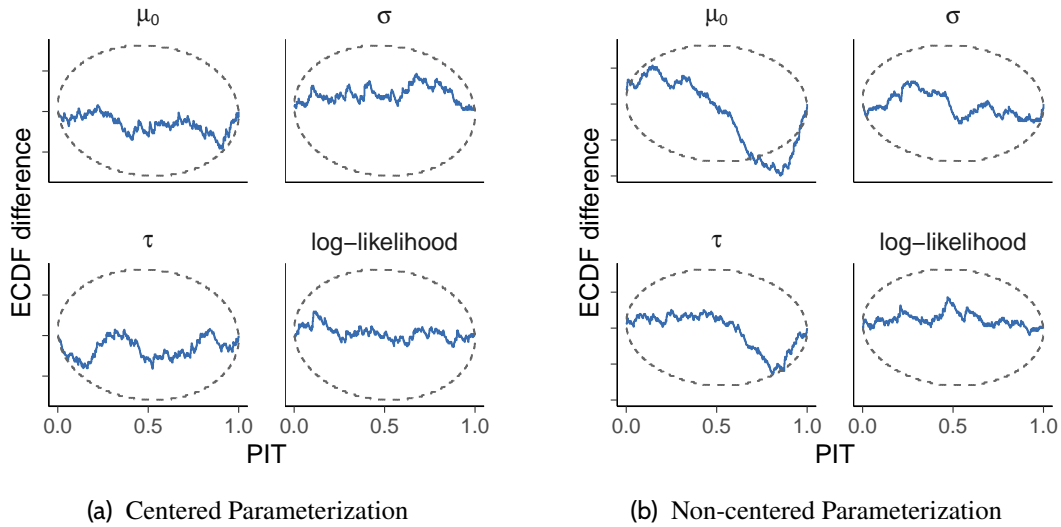 μ₀ σ μ₀ σ
ECDF difference ECDF difference
τ log−likelihood τ log−likelihood
0.0 0.5 1.0 0.0 0.5 1.0 0.0 0.5 1.0 0.0 0.5 1.0
PIT PIT
(a) Centered Parameterization (b) Non-centered Parameterization